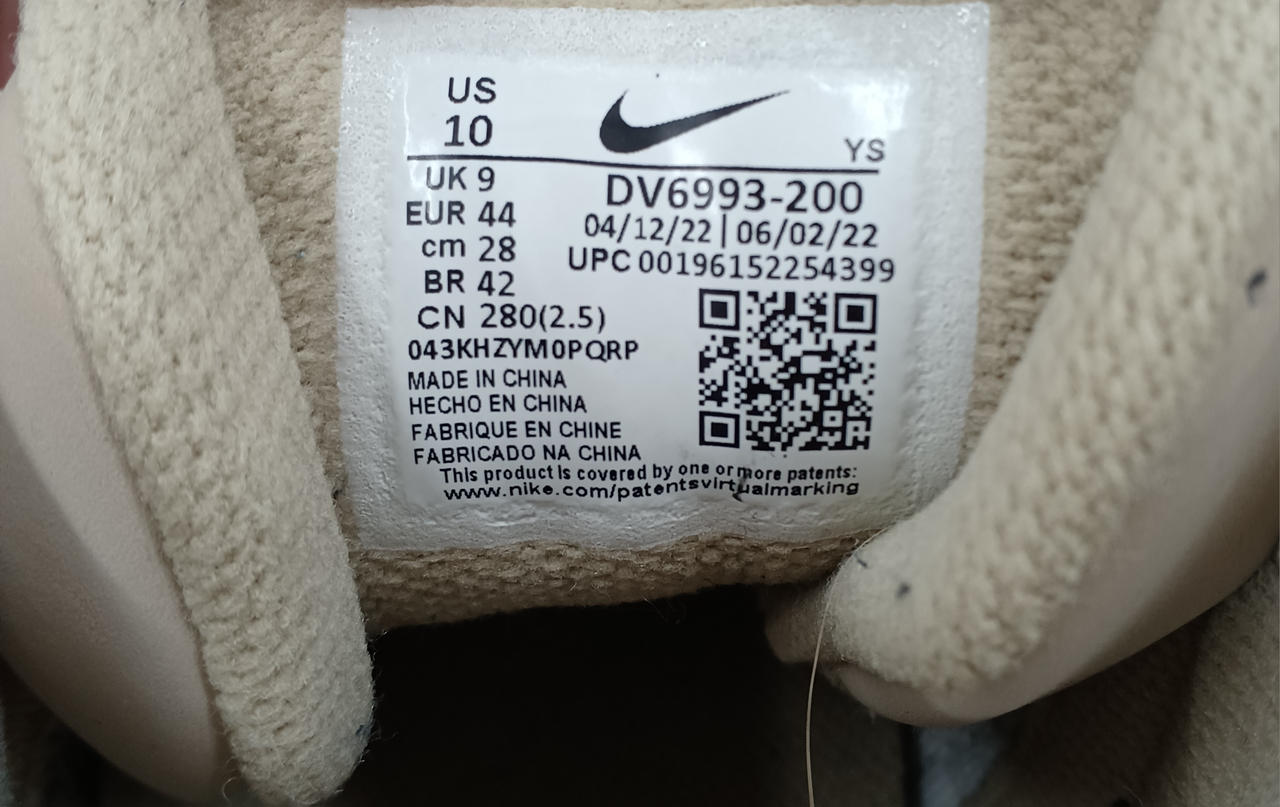 US
10
YS
UK 9
EUR 44
cm 28
BR 42
CN 280(2.5)
DV6993-200
04/12/22 | 06/02/22
UPC 00196152254399
043KHZYM0PQRP
MADE IN CHINA
HECHO EN CHINA
FABRIQUE EN CHINE
FABRICADO NA CHINA
This product is covered by one or more patents:
www.nike.com/patentsvirtualmarking